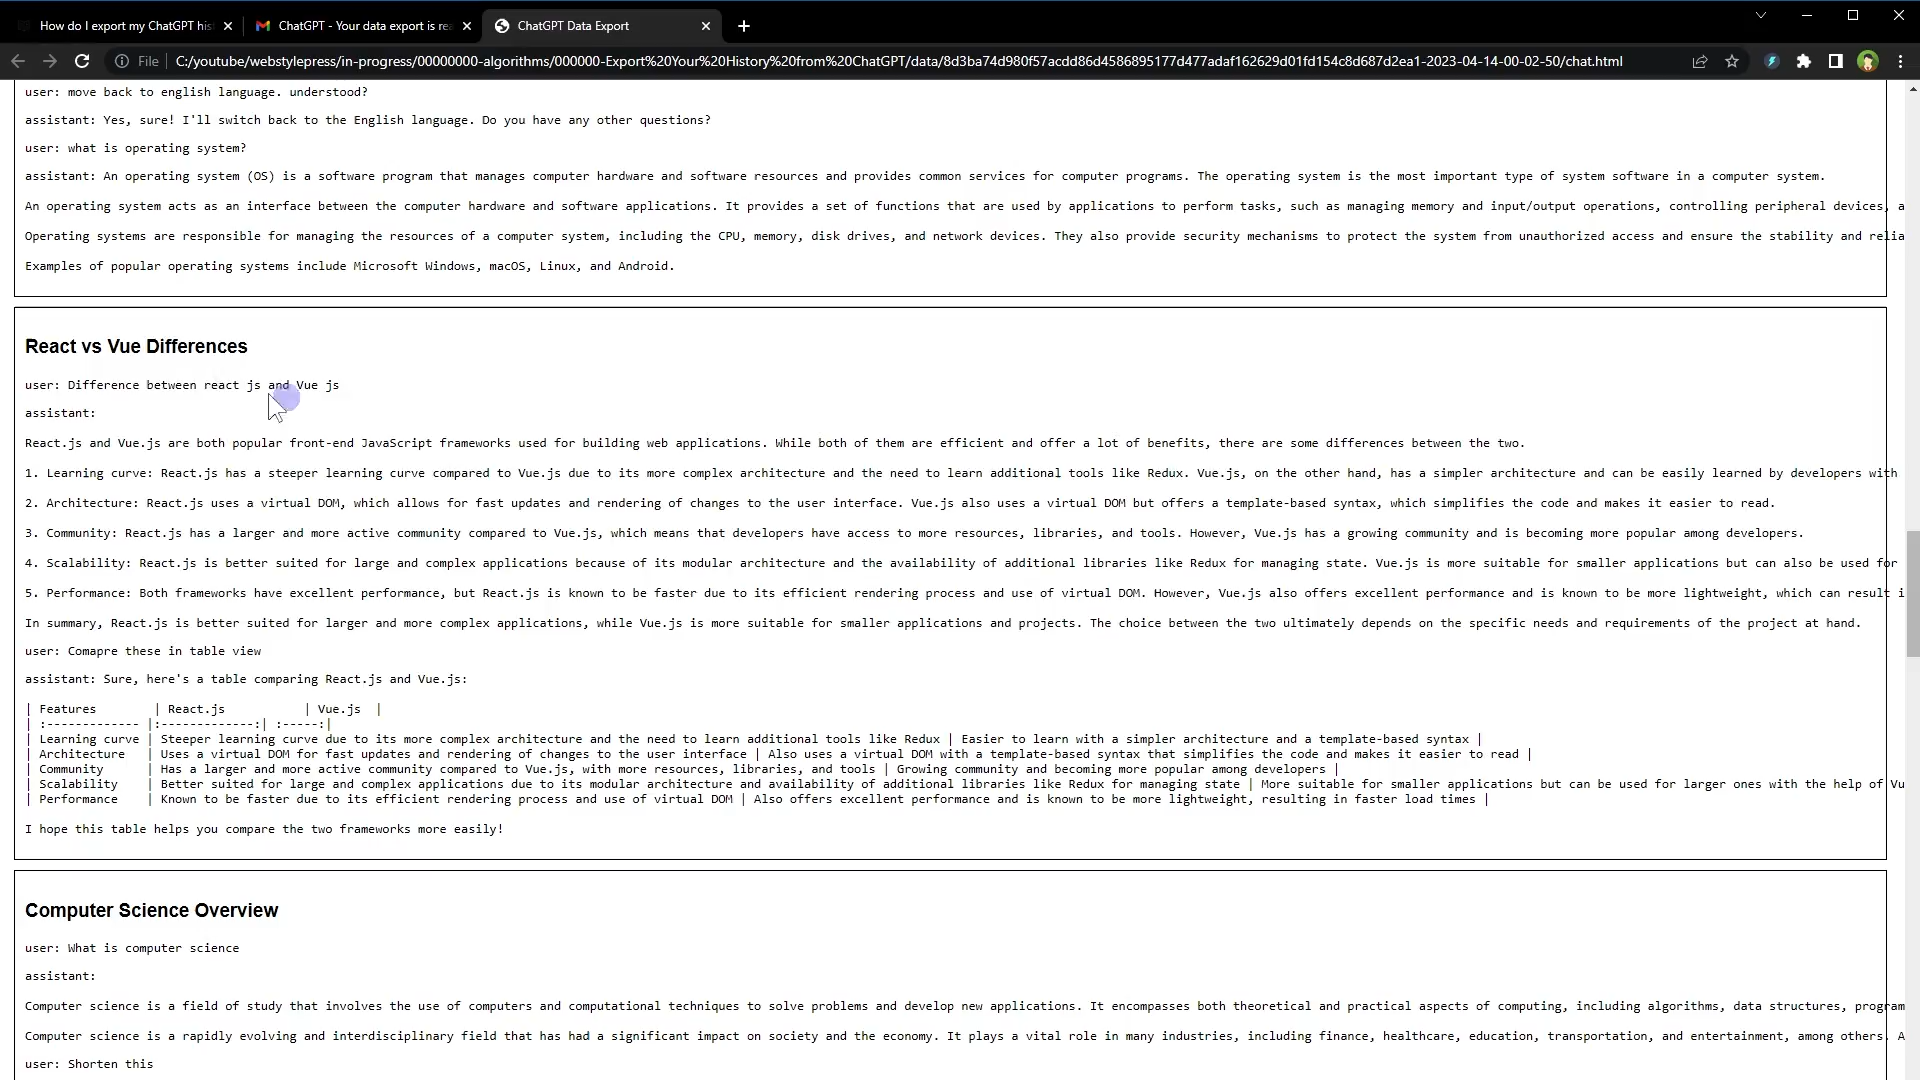 How do I export my ChatGPT his
ChatGPT - Your data export is rea
ChatGPT Data Export
File
C:/youtube/webstylepress/in-progress/00000000-algorithms/000000-Export%20Your%20History%20from%20ChatGPT/data/8d3ba74d980f57acdd86d4586895177d477adaf162629d01fd154c8d687d2ea1-2023-04-14-00-02-50/chat.html
user: move back to english language. understood?
assistant: Yes, sure! I'll switch back to the English language. Do you have any other questions?
user: what is operating system?
assistant: An operating system (OS) is a software program that manages computer hardware and software resources and provides common services for computer programs. The operating system is the most important type of system software in a computer system.
An operating system acts as an interface between the computer hardware and software applications. It provides a set of functions that are used by applications to perform tasks, such as managing memory and input/output operations, controlling peripheral devices, a
Operating systems are responsible for managing the resources of a computer system, including the CPU, memory, disk drives, and network devices. They also provide security mechanisms to protect the system from unauthorized access and ensure the stability and relia
Examples of popular operating systems include Microsoft Windows, macOS, Linux, and Android.
React vs Vue Differences
user: Difference between react js and Vue js
assistant:
React.js and Vue.js are both popular front-end JavaScript frameworks used for building web applications. While both of them are efficient and offer a lot of benefits, there are some differences between the two.
1. Learning curve: React.js has a steeper learning curve compared to Vue.js due to its more complex architecture and the need to learn additional tools like Redux. Vue.js, on the other hand, has a simpler architecture and can be easily learned by developers with
2. Architecture: React.js uses a virtual DOM, which allows for fast updates and rendering of changes to the user interface. Vue.js also uses a virtual DOM but offers a template-based syntax, which simplifies the code and makes it easier to read.
3. Community: React.js has a larger and more active community compared to Vue.js, which means that developers have access to more resources, libraries, and tools. However, Vue.js has a growing community and is becoming more popular among developers.
4. Scalability: React.js is better suited for large and complex applications because of its modular architecture and the availability of additional libraries like Redux for managing state. Vue.js is more suitable for smaller applications but can also be used for
5. Performance: Both frameworks have excellent performance, but React.js is known to be faster due to its efficient rendering process and use of virtual DOM. However, Vue.js also offers excellent performance and is known to be more lightweight, which can result i
In summary, React.js is better suited for larger and more complex applications, while Vue.js is more suitable for smaller applications and projects. The choice between the two ultimately depends on the specific needs and requirements of the project at hand.
user: Comapre these in table view
assistant: Sure, here's a table comparing React.js and Vue.js:
| Features | React.js | Vue.js |
| :------------- |:-------------:| :-----:|
| Learning curve | Steeper learning curve due to its more complex architecture and the need to learn additional tools like Redux | Easier to learn with a simpler architecture and a template-based syntax |
| Architecture | Uses a virtual DOM for fast updates and rendering of changes to the user interface | Also uses a virtual DOM with a template-based syntax that simplifies the code and makes it easier to read |
| Community | Has a larger and more active community compared to Vue.js, with more resources, libraries, and tools | Growing community and becoming more popular among developers |
| Scalability | Better suited for large and complex applications due to its modular architecture and availability of additional libraries like Redux for managing state | More suitable for smaller applications but can be used for larger ones with the help of Vu
| Performance | Known to be faster due to its efficient rendering process and use of virtual DOM | Also offers excellent performance and is known to be more lightweight, resulting in faster load times |
I hope this table helps you compare the two frameworks more easily!
Computer Science Overview
user: What is computer science
assistant:
Computer science is a field of study that involves the use of computers and computational techniques to solve problems and develop new applications. It encompasses both theoretical and practical aspects of computing, including algorithms, data structures, program
Computer science is a rapidly evolving and interdisciplinary field that has had a significant impact on society and the economy. It plays a vital role in many industries, including finance, healthcare, education, transportation, and entertainment, among others. A
user: Shorten this